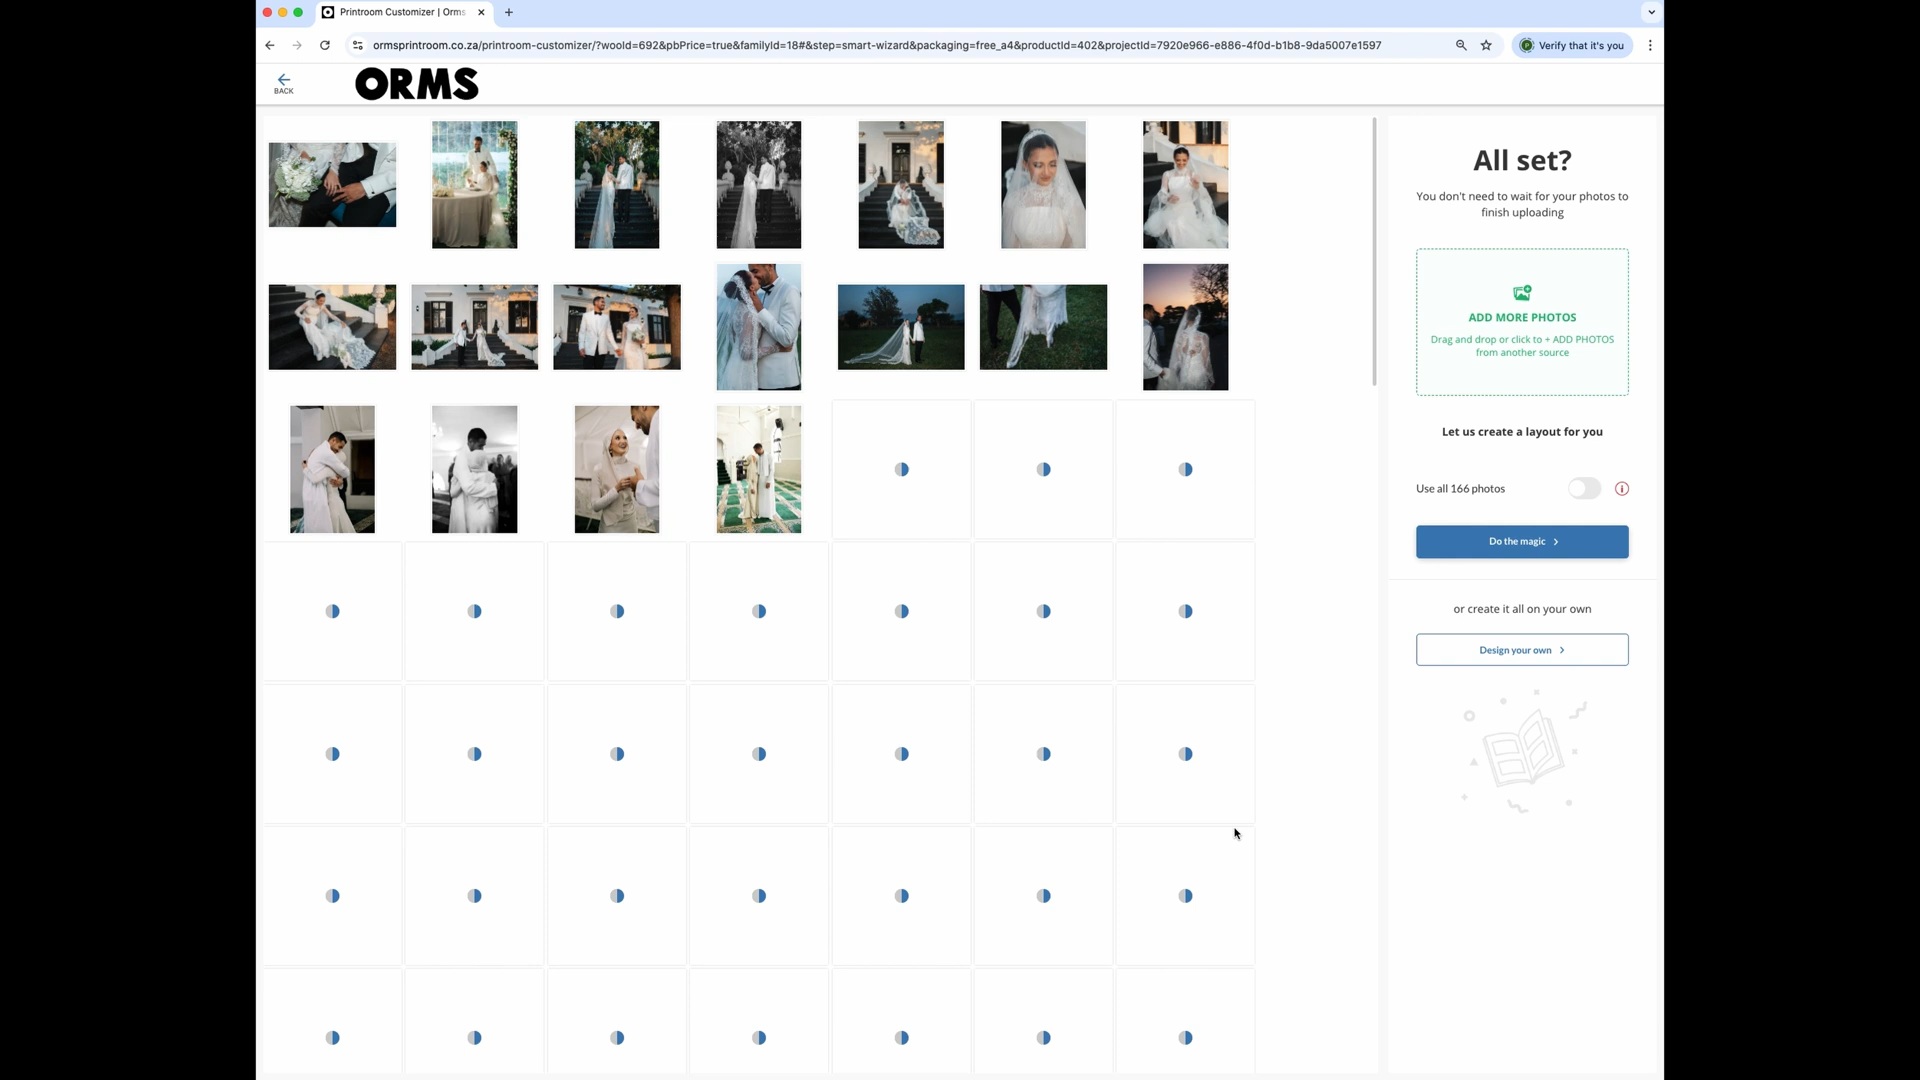 Printroom Customizer | Orms
ormsprintroom.co.za/printroom-customizer/?wooId=692&pbPrice=true&familyId=18#&step=smart-wizard&packaging=free_a4&productId=402&projectId=7920e966-e886-4f0d-b1b8-9da5007e1597
Verify that it's you
BACK
ORMS
All set?
You don't need to wait for your photos to
finish uploading
ADD MORE PHOTOS
Drag and drop or click to + ADD PHOTOS
from another source
Let us create a layout for you
Use all 166 photos
Do the magic
or create it all on your own
Design your own